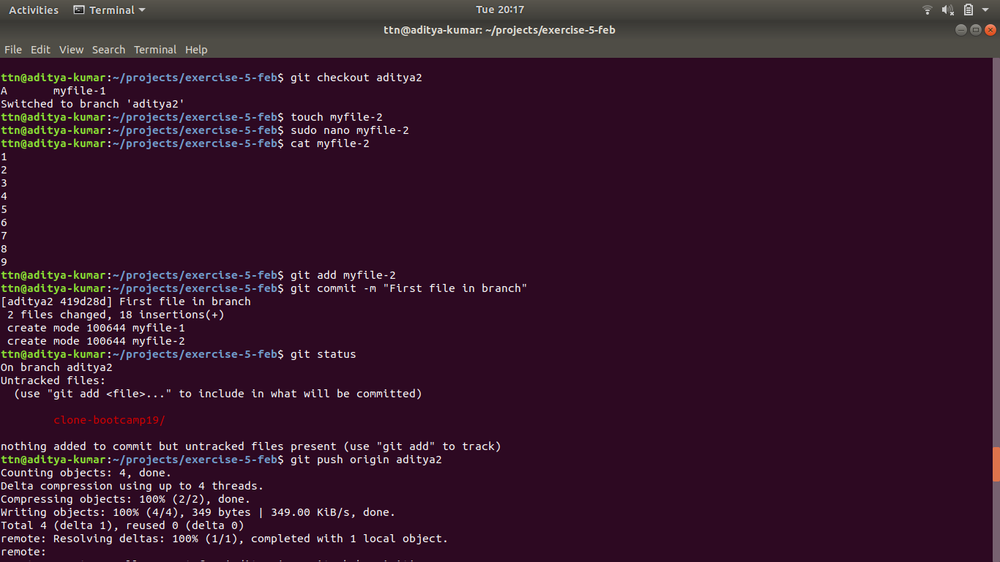 Activities Terminal Tue 20:17
ttn@aditya-kumar: ~/projects/exercise-5-feb
File Edit View Search Terminal Help
ttn@aditya-kumar:~/projects/exercise-5-feb$ git checkout aditya2
A       myfile-1
Switched to branch 'aditya2'
ttn@aditya-kumar:~/projects/exercise-5-feb$ touch myfile-2
ttn@aditya-kumar:~/projects/exercise-5-feb$ sudo nano myfile-2
ttn@aditya-kumar:~/projects/exercise-5-feb$ cat myfile-2
1
2
3
4
5
6
7
8
9
ttn@aditya-kumar:~/projects/exercise-5-feb$ git add myfile-2
ttn@aditya-kumar:~/projects/exercise-5-feb$ git commit -m "First file in branch"
[aditya2 419d28d] First file in branch
 2 files changed, 18 insertions(+)
 create mode 100644 myfile-1
 create mode 100644 myfile-2
ttn@aditya-kumar:~/projects/exercise-5-feb$ git status
On branch aditya2
Untracked files:
  (use "git add <file>..." to include in what will be committed)
        clone-bootcamp19/
nothing added to commit but untracked files present (use "git add" to track)
ttn@aditya-kumar:~/projects/exercise-5-feb$ git push origin aditya2
Counting objects: 4, done.
Delta compression using up to 4 threads.
Compressing objects: 100% (2/2), done.
Writing objects: 100% (4/4), 349 bytes | 349.00 KiB/s, done.
Total 4 (delta 1), reused 0 (delta 0)
remote: Resolving deltas: 100% (1/1), completed with 1 local object.
remote: